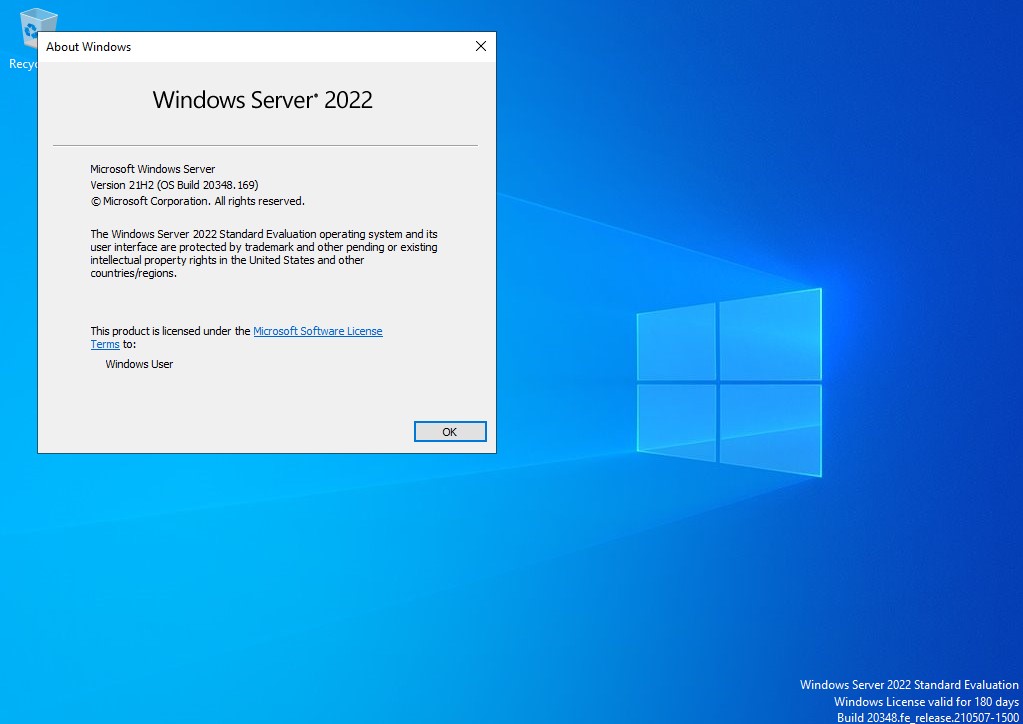 Recyc
About Windows
Windows Server® 2022
Microsoft Windows Server
Version 21H2 (OS Build 20348.169)
© Microsoft Corporation. All rights reserved.
The Windows Server 2022 Standard Evaluation operating system and its
user interface are protected by trademark and other pending or existing
intellectual property rights in the United States and other
countries/regions.
This product is licensed under the Microsoft Software License
Terms to:
Windows User
OK
Windows Server 2022 Standard Evaluation
Windows License valid for 180 days
Build 20348.fe_release.210507-1500